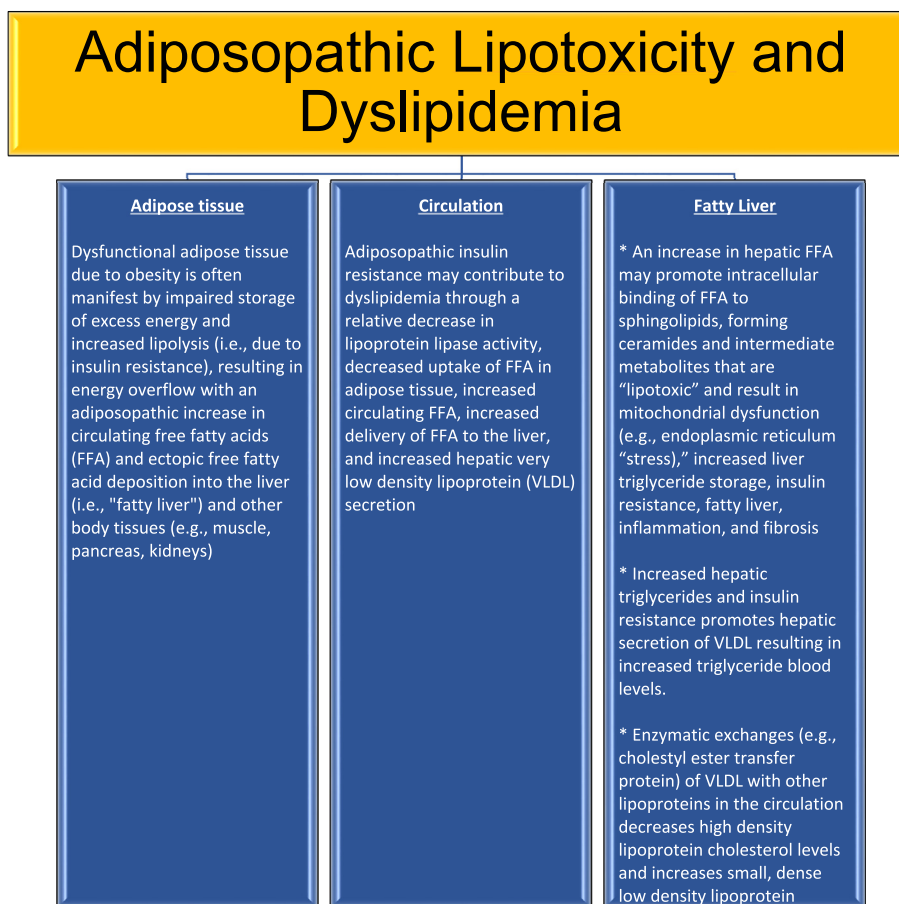 Adiposopathic Lipotoxicity and
Dyslipidemia
Adipose tissue
Dysfunctional adipose tissue
due to obesity is often
manifest by impaired storage
of excess energy and
increased lipolysis (i.e., due to
insulin resistance), resulting in
energy overflow with an
adiposopathic increase in
circulating free fatty acids
(FFA) and ectopic free fatty
acid deposition into the liver
(i.e., "fatty liver") and other
body tissues (e.g., muscle,
pancreas, kidneys)
Circulation
Adiposopathic insulin
resistance may contribute to
dyslipidemia through a
relative decrease in
lipoprotein lipase activity,
decreased uptake of FFA in
adipose tissue, increased
circulating FFA, increased
delivery of FFA to the liver,
and increased hepatic very
low density lipoprotein (VLDL)
secretion
Fatty Liver
* An increase in hepatic FFA
may promote intracellular
binding of FFA to
sphingolipids, forming
ceramides and intermediate
metabolites that are
“lipotoxic” and result in
mitochondrial dysfunction
(e.g., endoplasmic reticulum
“stress),” increased liver
triglyceride storage, insulin
resistance, fatty liver,
inflammation, and fibrosis
* Increased hepatic
triglycerides and insulin
resistance promotes hepatic
secretion of VLDL resulting in
increased triglyceride blood
levels.
* Enzymatic exchanges (e.g.,
cholestyl ester transfer
protein) of VLDL with other
lipoproteins in the circulation
decreases high density
lipoprotein cholesterol levels
and increases small, dense
low density lipoprotein